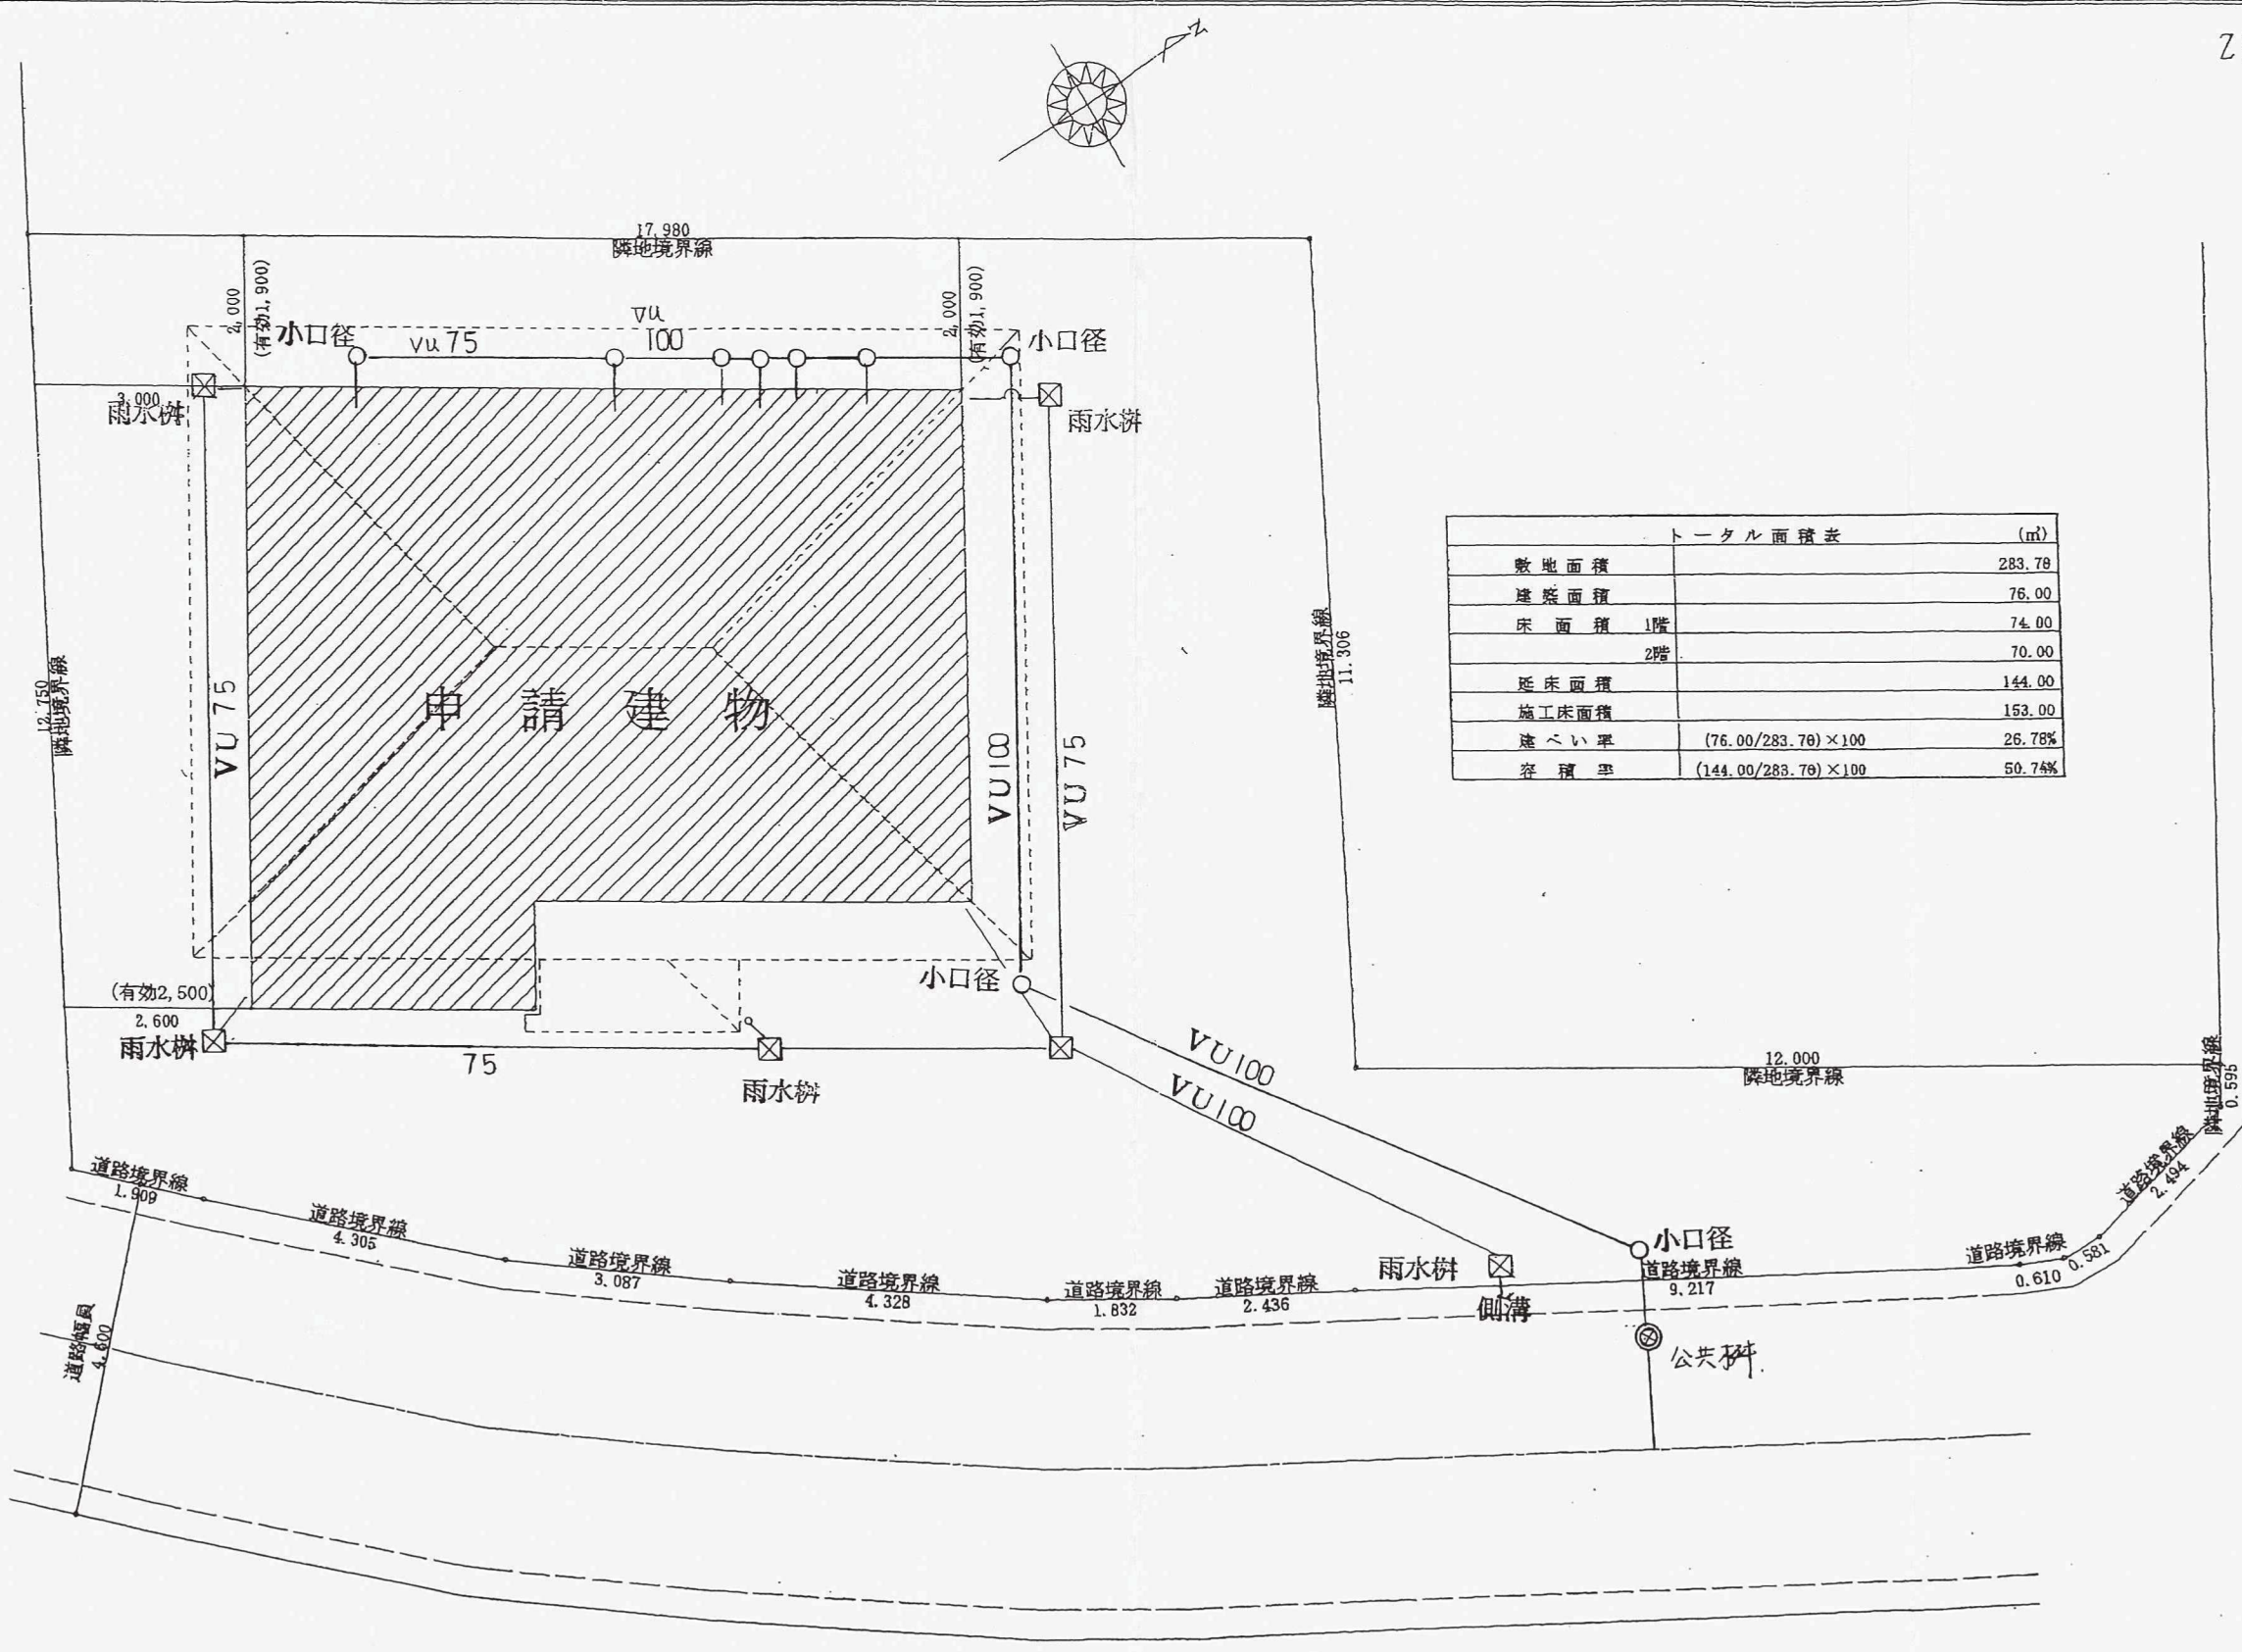 2
N
17,980
隣地境界線
2,000
(有効1,900)
2,000
(有効1,900)
小口径
vu 75
VU
100
小口径
3,000
雨水桝
雨水桝
12.750
隣地境界線
VU 75
申請建物
VU100
VU 75
隣地境界線
11.306
トータル面積表 (㎡)
敷地面積 283.78
建築面積 76.00
床面積 1階 74.00
2階 70.00
延床面積 144.00
施工床面積 153.00
建ぺい率 (76.00/283.78)×100 26.78%
容積率 (144.00/283.78)×100 50.74%
(有効2,500)
2,600
雨水桝
75
雨水桝
小口径
VU100
VU100
12.000
隣地境界線
隣地境界線
0.595
道路境界線
1.909
道路境界線
4.305
道路境界線
3.087
道路境界線
4.328
道路境界線
1.832
道路境界線
2.436
雨水桝
側溝
小口径
道路境界線
9.217
道路境界線
0.610
0.581
道路境界線
2.494
公共桝
道路幅員
4.600